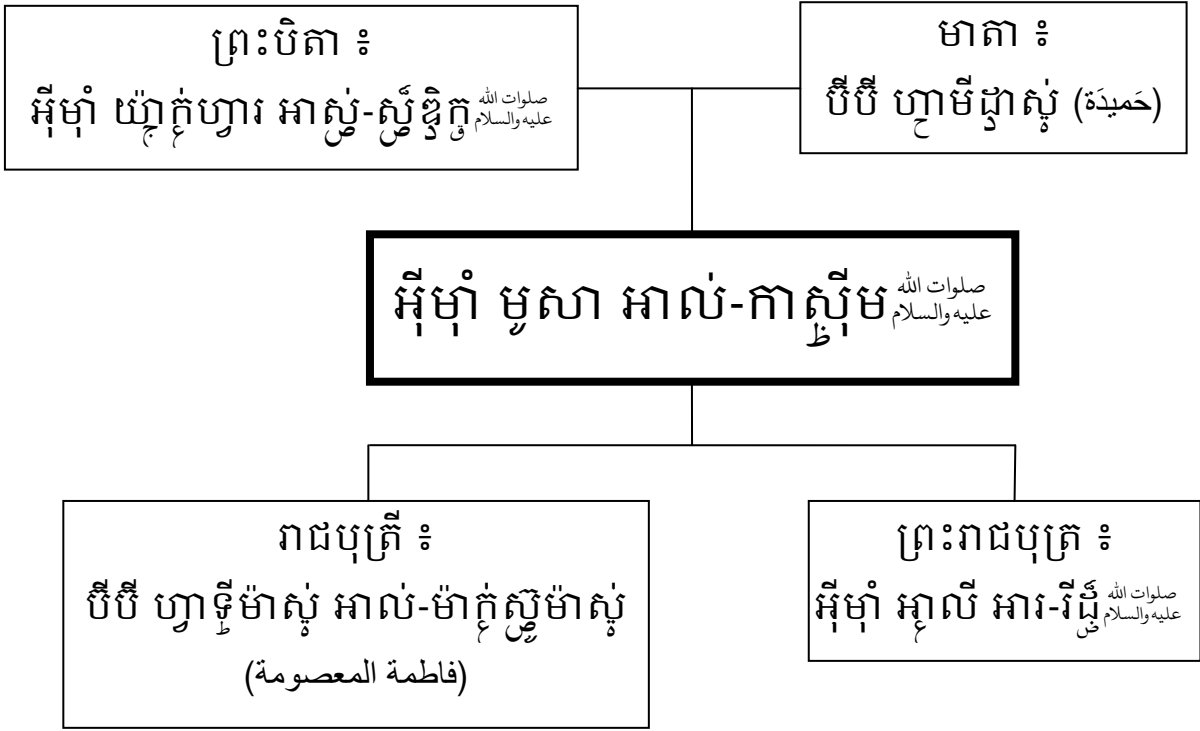 ព្រះបិតា ៖
អ៊ីម៉ាំ យ៉ាក់ហ្វារ អាស្ស់-ស្ស៏ឌ្ឌិក صلوات الله عليه والسلام
មាតា ៖
ប៊ីប៊ី ហាមីដាស់ (حَميدَة)
អ៊ីម៉ាំ មូសា អាល់-កាស៊ីម صلوات الله عليه والسلام
រាជបុត្រី ៖
ប៊ីប៊ី ហ្វាទ្ីម៉ាស់ អាល់-ម៉ាក់ស៊ូម៉ាស់
(فاطمة المعصومة)
ព្រះរាជបុត្រ ៖
អ៊ីម៉ាំ អាលី អារ-រីដ៏ صلوات الله عليه والسلام